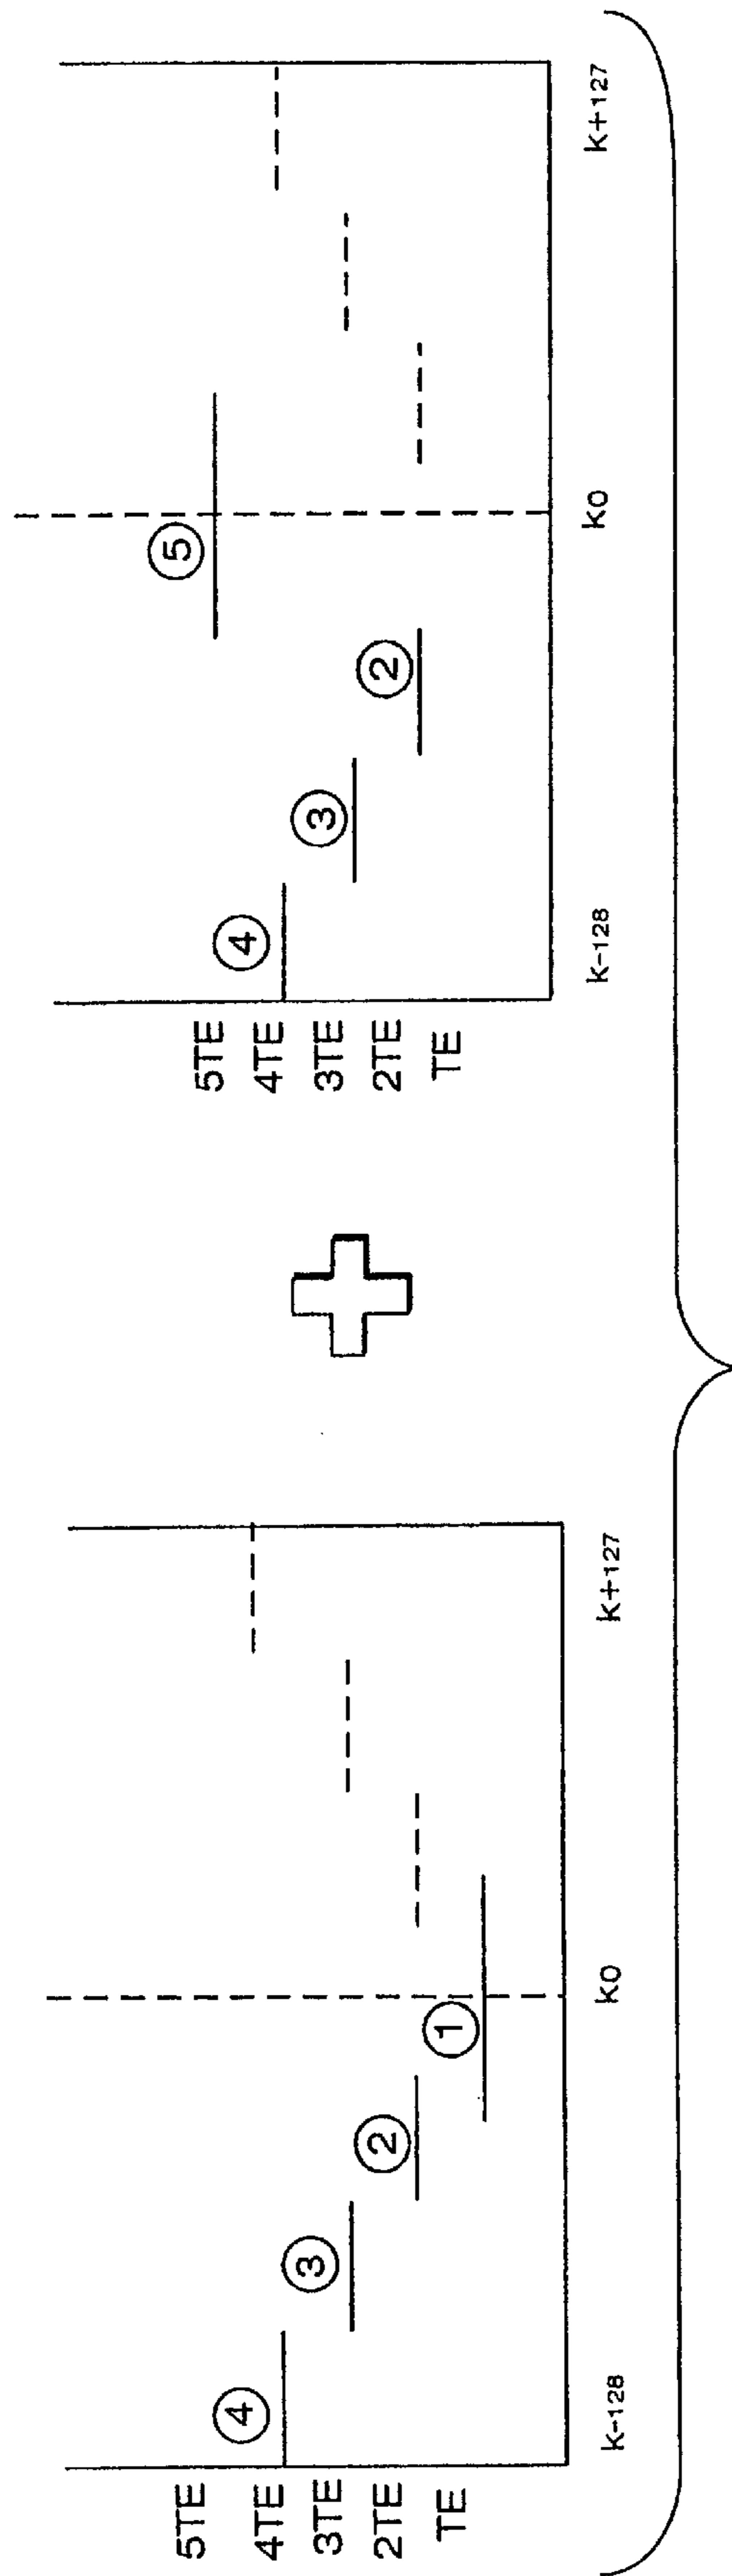 5TE
4TE
3TE
2TE
TE
④
③
②
①
k-128
k0
k+127
5TE
4TE
3TE
2TE
TE
④
③
②
⑤
k-128
k0
k+127